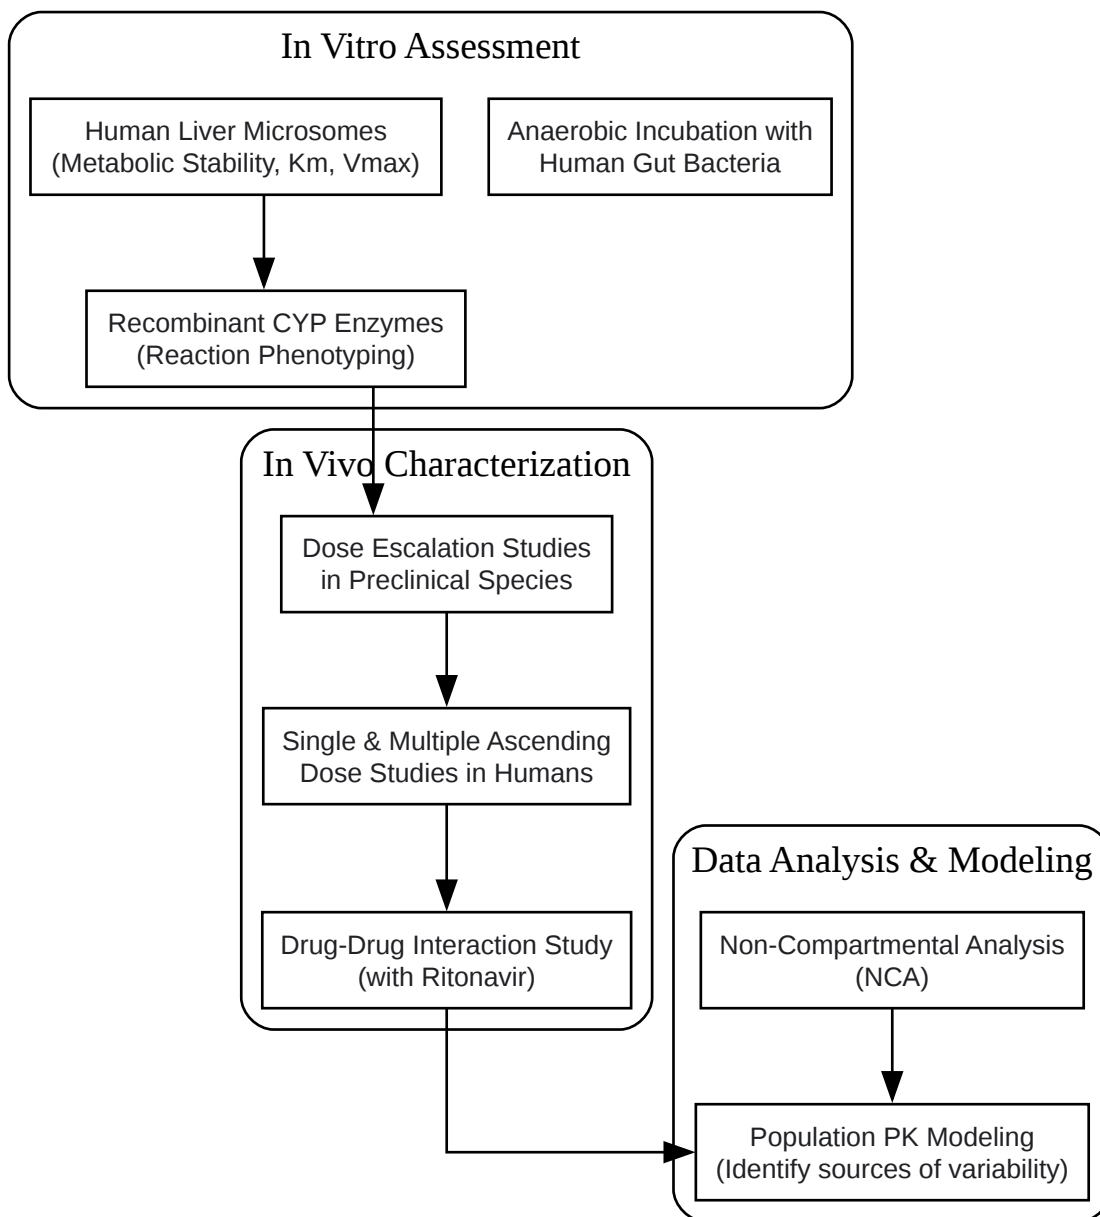 In Vitro Assessment
Human Liver Microsomes
(Metabolic Stability, Km, Vmax)
Anaerobic Incubation with
Human Gut Bacteria
Recombinant CYP Enzymes
(Reaction Phenotyping)
In Vivo Characterization
Dose Escalation Studies
in Preclinical Species
Single & Multiple Ascending
Dose Studies in Humans
Drug-Drug Interaction Study
(with Ritonavir)
Data Analysis & Modeling
Non-Compartmental Analysis
(NCA)
Population PK Modeling
(Identify sources of variability)